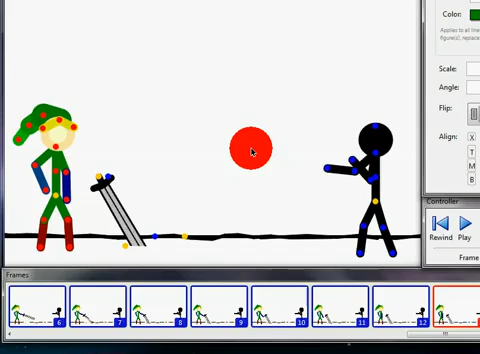 Color:
Applies to all line
figure(s), replace
Scale:
Angle:
Flip:
Align:
X
T
M
B
Controller
Rewind Play
Frame
Frames
6 7 8 9 10 11 12